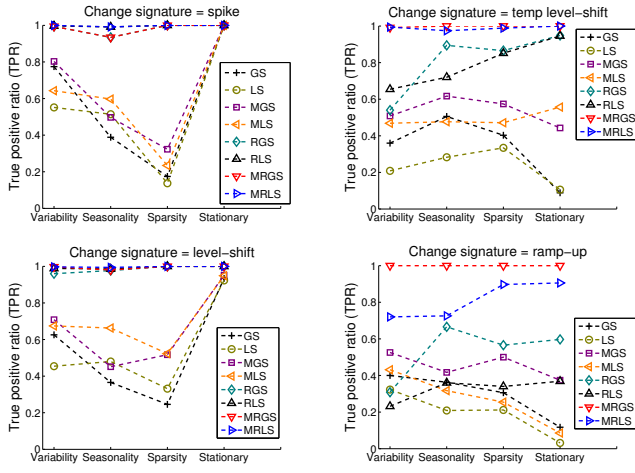 Change signature = spike
True positive ratio (TPR)
1
0.8
0.6
0.4
0.2
0
Variability Seasonality Sparsity Stationary
GS
LS
MGS
MLS
RGS
RLS
MRGS
MRLS
Change signature = temp level-shift
True positive ratio (TPR)
1
0.8
0.6
0.4
0.2
0
Variability Seasonality Sparsity Stationary
GS
LS
MGS
MLS
RGS
RLS
MRGS
MRLS
Change signature = level-shift
True positive ratio (TPR)
1
0.8
0.6
0.4
0.2
0
Variability Seasonality Sparsity Stationary
GS
LS
MGS
MLS
RGS
RLS
MRGS
MRLS
Change signature = ramp-up
True positive ratio (TPR)
1
0.8
0.6
0.4
0.2
0
Variability Seasonality Sparsity Stationary
GS
LS
MGS
MLS
RGS
RLS
MRGS
MRLS